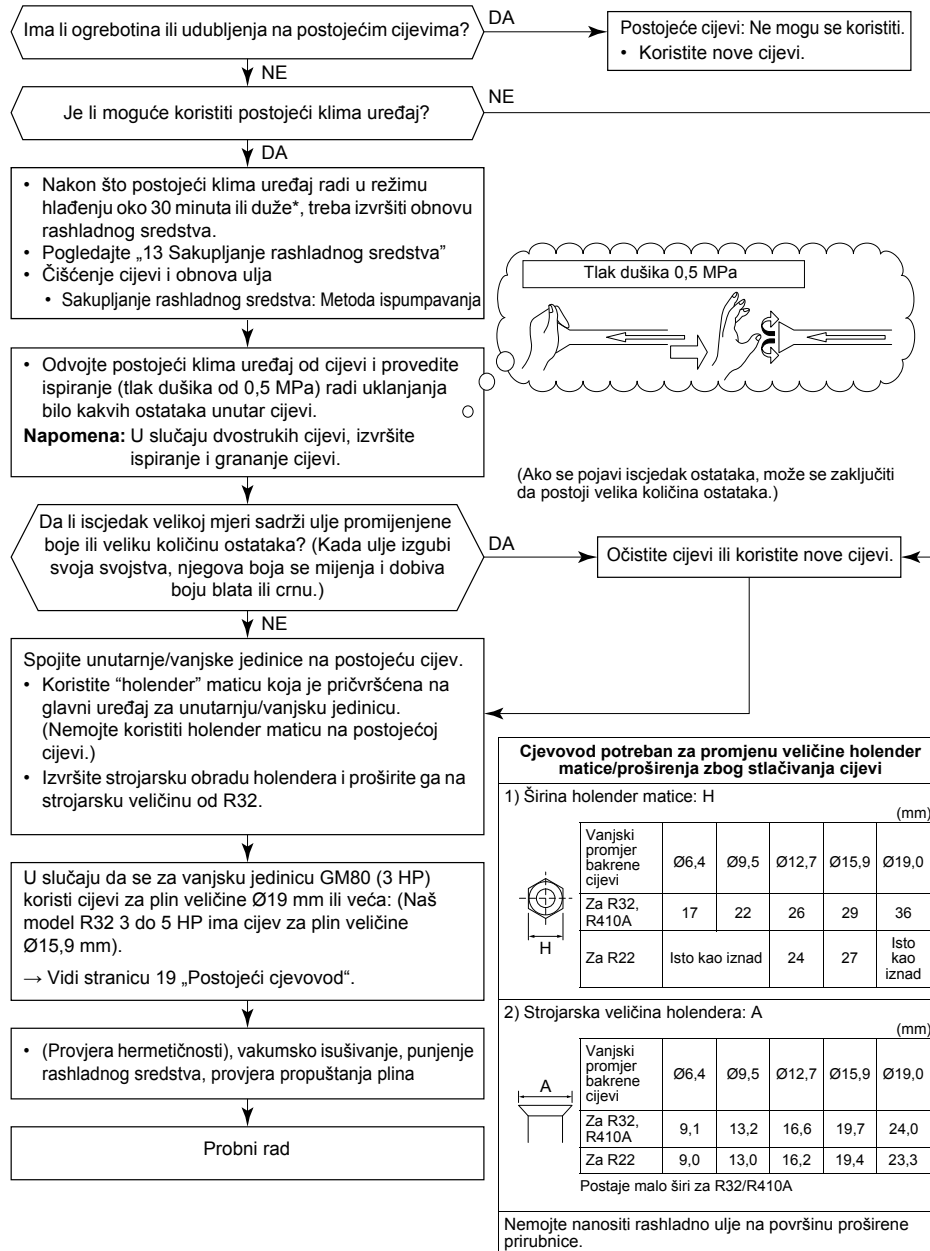 Ima li ogrebotina ili udubljenja na postojećim cijevima?
DA
Postojeće cijevi: Ne mogu se koristiti.
• Koristite nove cijevi.
NE
Je li moguće koristiti postojeći klima uređaj?
NE
DA
• Nakon što postojeći klima uređaj radi u režimu
hlađenju oko 30 minuta ili duže*, treba izvršiti obnovu
rashladnog sredstva.
• Pogledajte „13 Sakupljanje rashladnog sredstva”
• Čišćenje cijevi i obnova ulja
• Sakupljanje rashladnog sredstva: Metoda ispumpavanja
Tlak dušika 0,5 MPa
• Odvojte postojeći klima uređaj od cijevi i provedite
ispiranje (tlak dušika od 0,5 MPa) radi uklanjanja
bilo kakvih ostataka unutar cijevi.
Napomena: U slučaju dvostrukih cijevi, izvršite
ispiranje i grananje cijevi.
(Ako se pojavi iscjedak ostataka, može se zaključiti
da postoji velika količina ostataka.)
Da li iscjedak velikoj mjeri sadrži ulje promijenjene
boje ili veliku količinu ostataka? (Kada ulje izgubi
svoja svojstva, njegova boja se mijenja i dobiva
boju blata ili crnu.)
DA
Očistite cijevi ili koristite nove cijevi.
NE
Spojite unutarnje/vanjske jedinice na postojeću cijev.
• Koristite “holender” maticu koja je pričvršćena na
glavni uređaj za unutarnju/vanjsku jedinicu.
(Nemojte koristiti holender maticu na postojećoj
cijevi.)
• Izvršite strojarsku obradu holendera i proširite ga na
strojarsku veličinu od R32.
U slučaju da se za vanjsku jedinicu GM80 (3 HP)
koristi cijevi za plin veličine Ø19 mm ili veća: (Naš
model R32 3 do 5 HP ima cijev za plin veličine
Ø15,9 mm).
→ Vidi stranicu 19 „Postojeći cjevovod“.
• (Provjera hermetičnosti), vakumsko isušivanje, punjenje
rashladnog sredstva, provjera propuštanja plina
Probni rad
Cjevovod potreban za promjenu veličine holender
matice/proširenja zbog stlačivanja cijevi
1) Širina holender matice: H
(mm)
H
Vanjski
promjer
bakrene
cijevi
Ø6,4 Ø9,5 Ø12,7 Ø15,9 Ø19,0
Za R32,
R410A
17 22 26 29 36
Za R22 Isto kao iznad 24 27 Isto
kao
iznad
2) Strojarska veličina holendera: A
(mm)
A
Vanjski
promjer
bakrene
cijevi
Ø6,4 Ø9,5 Ø12,7 Ø15,9 Ø19,0
Za R32,
R410A
9,1 13,2 16,6 19,7 24,0
Za R22 9,0 13,0 16,2 19,4 23,3
Postaje malo širi za R32/R410A
Nemojte nanositi rashladno ulje na površinu proširene
prirubnice.